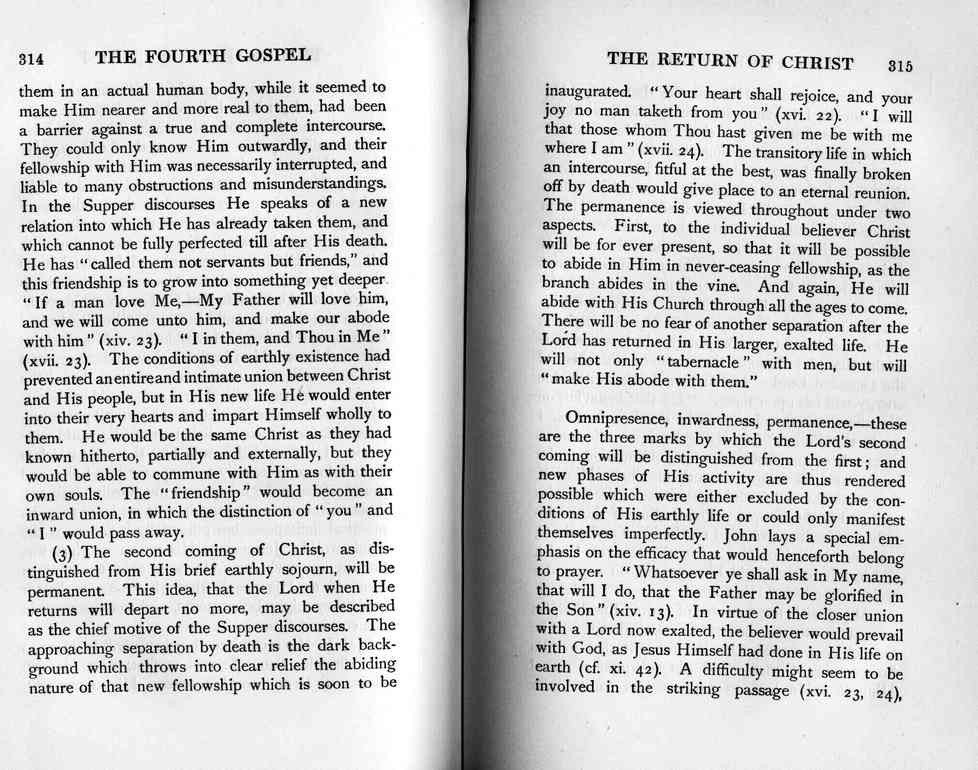 314 THE FOURTH GOSPEL
them in an actual human body, while it seemed to
make Him nearer and more real to them, had been
a barrier against a true and complete intercourse.
They could only know Him outwardly, and their
fellowship with Him was necessarily interrupted, and
liable to many obstructions and misunderstandings.
In the Supper discourses He speaks of a new
relation into which He has already taken them, and
which cannot be fully perfected till after His death.
He has “called them not servants but friends,” and
this friendship is to grow into something yet deeper.
“If a man love Me,—My Father will love him,
and we will come unto him, and make our abode
with him” (xiv. 23). “I in them, and Thou in Me”
(xvii. 23). The conditions of earthly existence had
prevented an entire and intimate union between Christ
and His people, but in His new life He would enter
into their very hearts and impart Himself wholly to
them. He would be the same Christ as they had
known hitherto, partially and externally, but they
would be able to commune with Him as with their
own souls. The “friendship” would become an
inward union, in which the distinction of “you” and
“I” would pass away.
(3) The second coming of Christ, as dis-
tinguished from His brief earthly sojourn, will be
permanent. This idea, that the Lord when He
returns will depart no more, may be described
as the chief motive of the Supper discourses. The
approaching separation by death is the dark back-
ground which throws into clear relief the abiding
nature of that new fellowship which is soon to be
THE RETURN OF CHRIST 315
inaugurated. “Your heart shall rejoice, and your
joy no man taketh from you” (xvi. 22). “I will
that those whom Thou hast given me be with me
where I am” (xvii. 24). The transitory life in which
an intercourse, fitful at the best, was finally broken
off by death would give place to an eternal reunion.
The permanence is viewed throughout under two
aspects. First, to the individual believer Christ
will be for ever present, so that it will be possible
to abide in Him in never-ceasing fellowship, as the
branch abides in the vine. And again, He will
abide with His Church through all the ages to come.
There will be no fear of another separation after the
Lord has returned in His larger, exalted life. He
will not only “tabernacle” with men, but will
“make His abode with them.”
Omnipresence, inwardness, permanence,—these
are the three marks by which the Lord's second
coming will be distinguished from the first; and
new phases of His activity are thus rendered
possible which were either excluded by the con-
ditions of His earthly life or could only manifest
themselves imperfectly. John lays a special em-
phasis on the efficacy that would henceforth belong
to prayer. “Whatsoever ye shall ask in My name,
that will I do, that the Father may be glorified in
the Son” (xiv. 13). In virtue of the closer union
with a Lord now exalted, the believer would prevail
with God, as Jesus Himself had done in His life on
earth (cf. xi. 42). A difficulty might seem to be
involved in the striking passage (xvi. 23, 24),